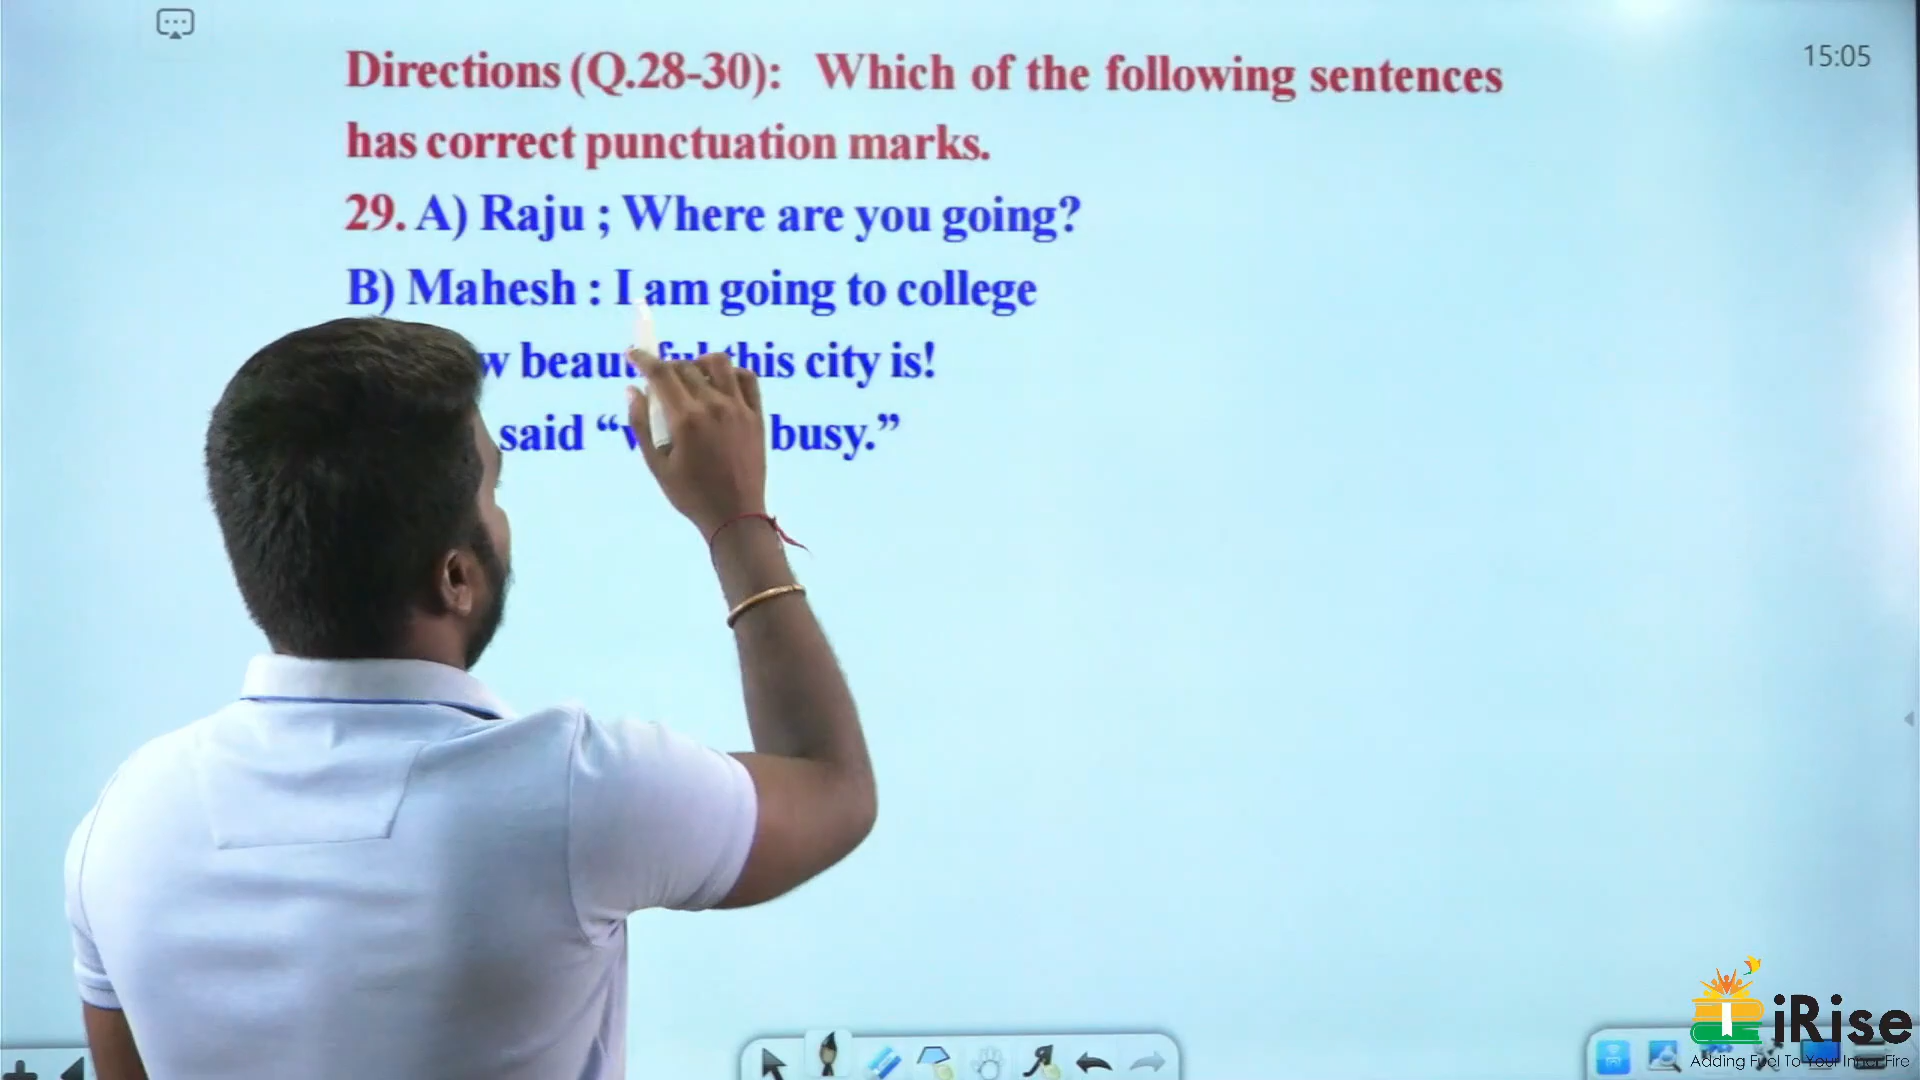 15:05
Directions (Q.28-30): Which of the following sentences
has correct punctuation marks.
29. A) Raju ; Where are you going?
B) Mahesh : I am going to college
this city is!
said busy.”
iRise
Adding Fuel To Your Inner Fire